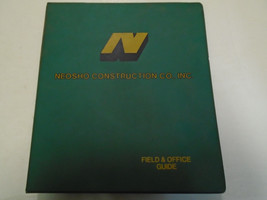 N
NEOSHO CONSTRUCTION CO., INC.
FIELD & OFFICE
GUIDE